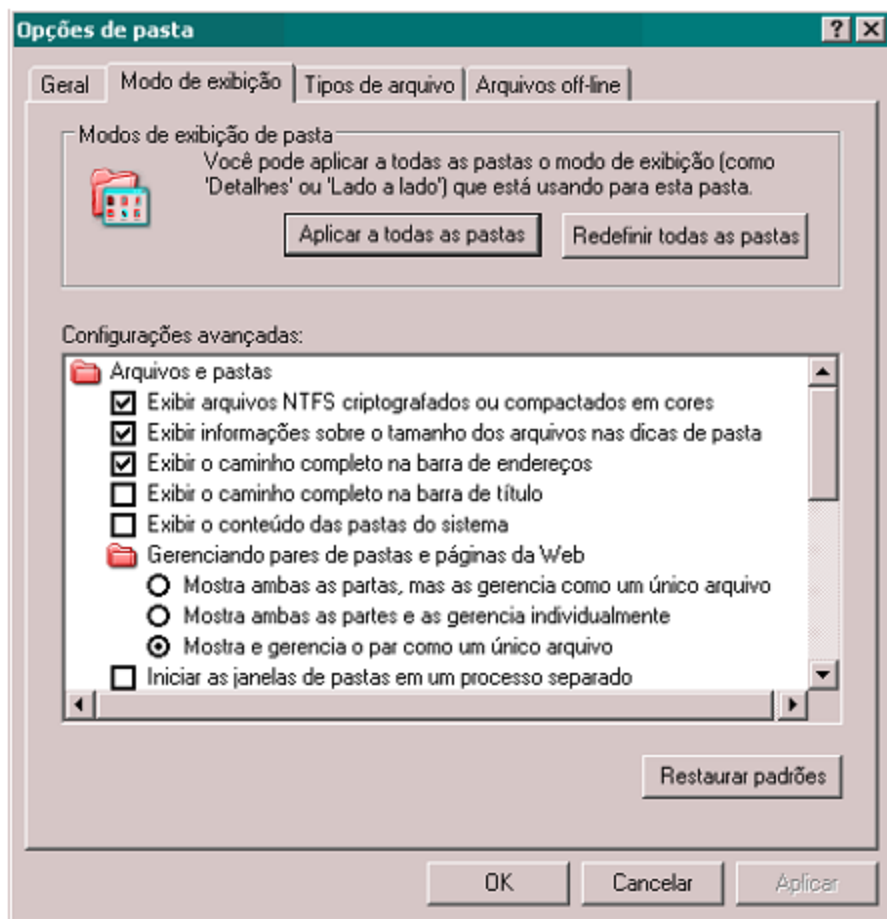 Opções de pasta
Geral
Modo de exibição
Tipos de arquivo
Arquivos off-line
Modos de exibição de pasta
Você pode aplicar a todas as pastas o modo de exibição (como
'Detalhes' ou 'Lado a lado') que está usando para esta pasta.
Aplicar a todas as pastas
Redefinir todas as pastas
Configurações avançadas:
Arquivos e pastas
Exibir arquivos NTFS criptografados ou compactados em cores
Exibir informações sobre o tamanho dos arquivos nas dicas de pasta
Exibir o caminho completo na barra de endereços
Exibir o caminho completo na barra de título
Exibir o conteúdo das pastas do sistema
Gerenciando pares de pastas e páginas da Web
Mostra ambas as partas, mas as gerencia como um único arquivo
Mostra ambas as partes e as gerencia individualmente
Mostra e gerencia o par como um único arquivo
Iniciar as janelas de pastas em um processo separado
Restaurar padrões
OK
Cancelar
Aplicar